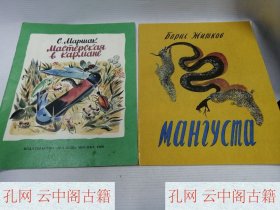 С. Маршак
Мастерская
в кармане
Борис Житков
МАНГУСТА
孔网 云中阁古籍
孔网 云中阁古籍